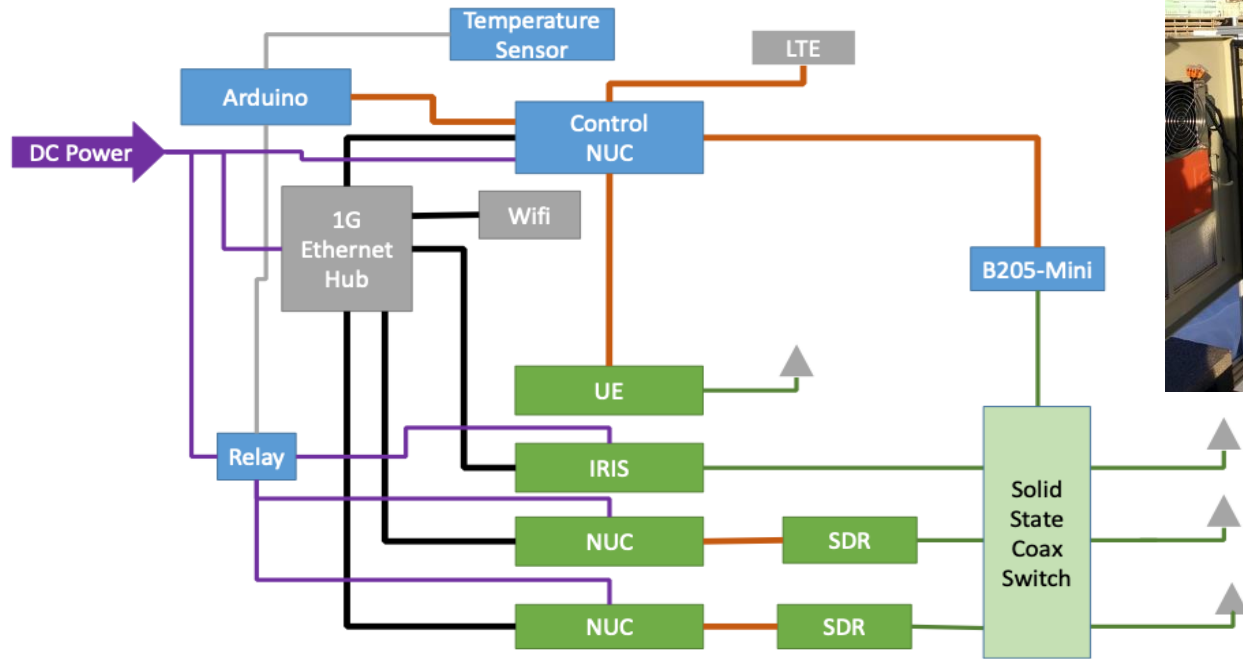 Temperature
Sensor
LTE
Arduino
Control
NUC
DC Power
1G
Ethernet
Hub
Wifi
B205-Mini
UE
Relay
IRIS
Solid
State
Coax
Switch
NUC
SDR
NUC
SDR